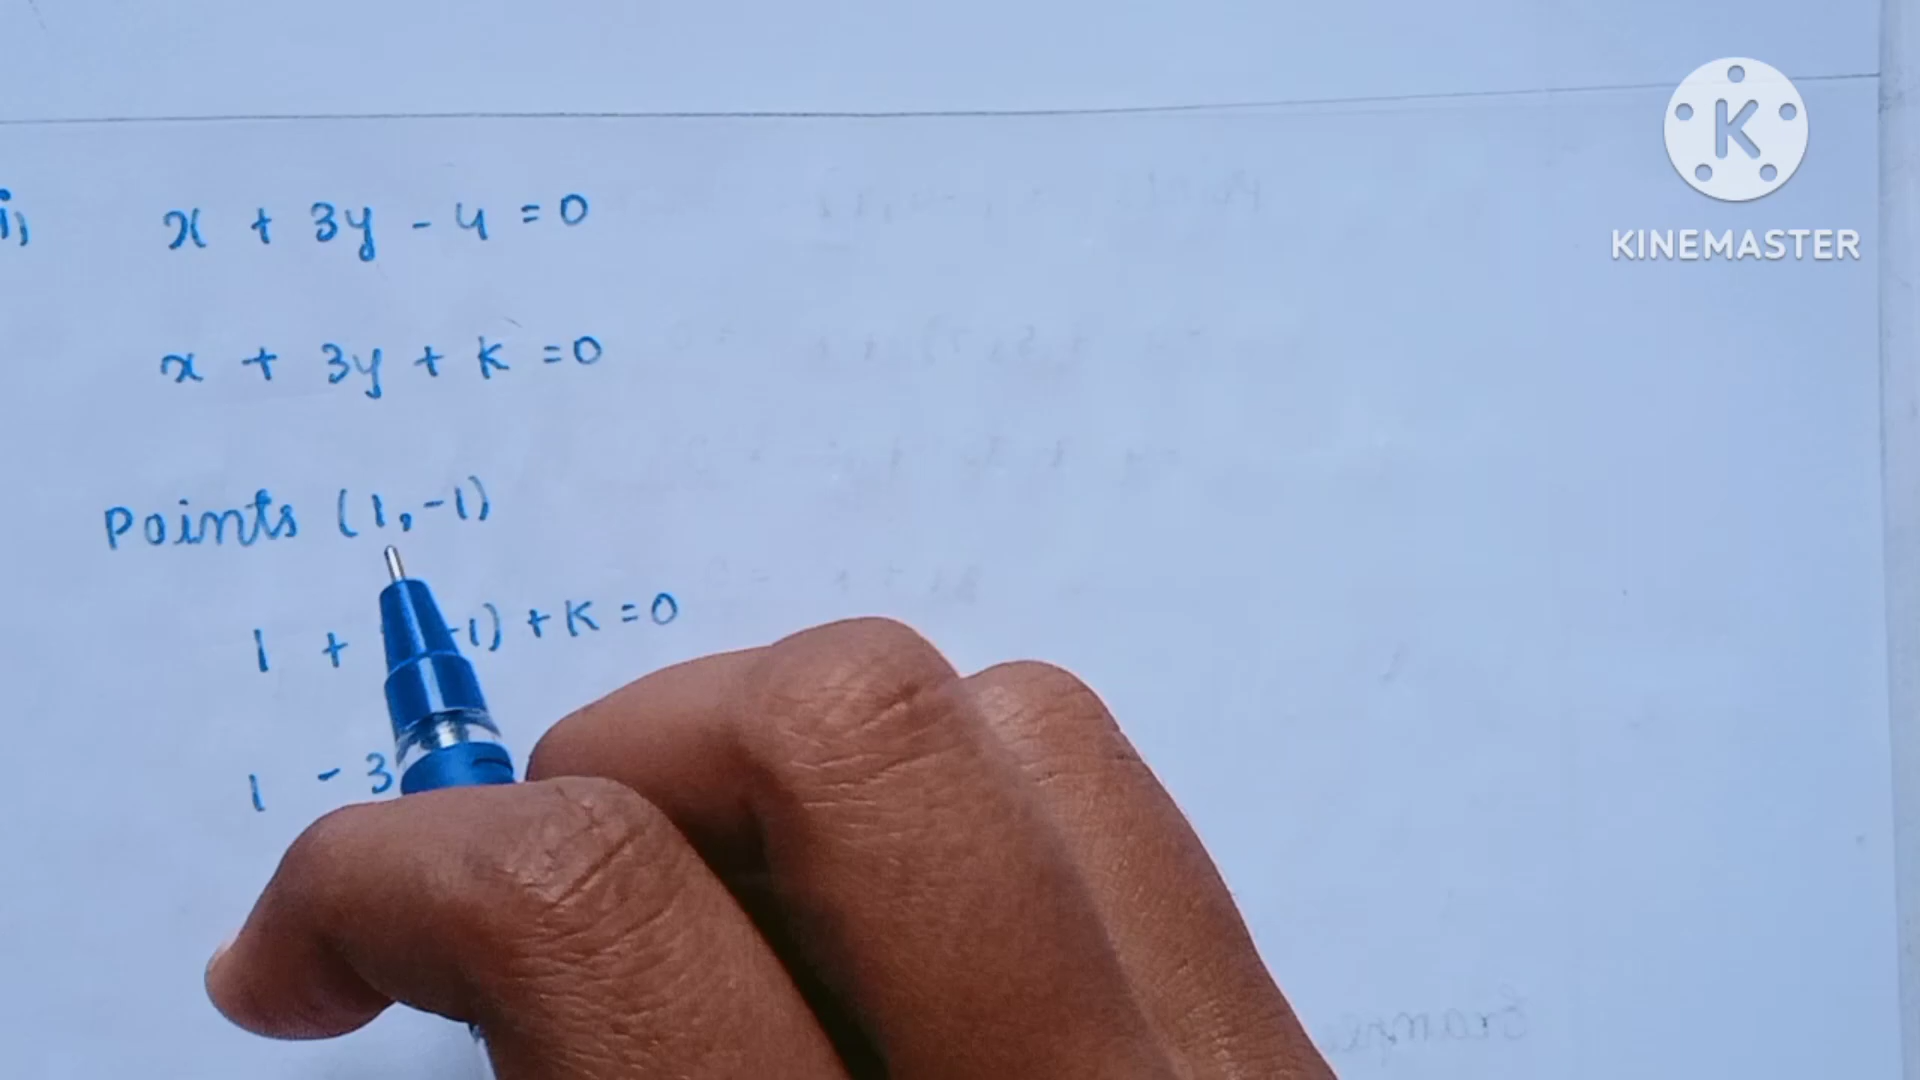 i)
x + 3y - 4 = 0
x + 3y + k = 0
Points (1, -1)
1 + -1) + k = 0
1 - 3
KINEMASTER